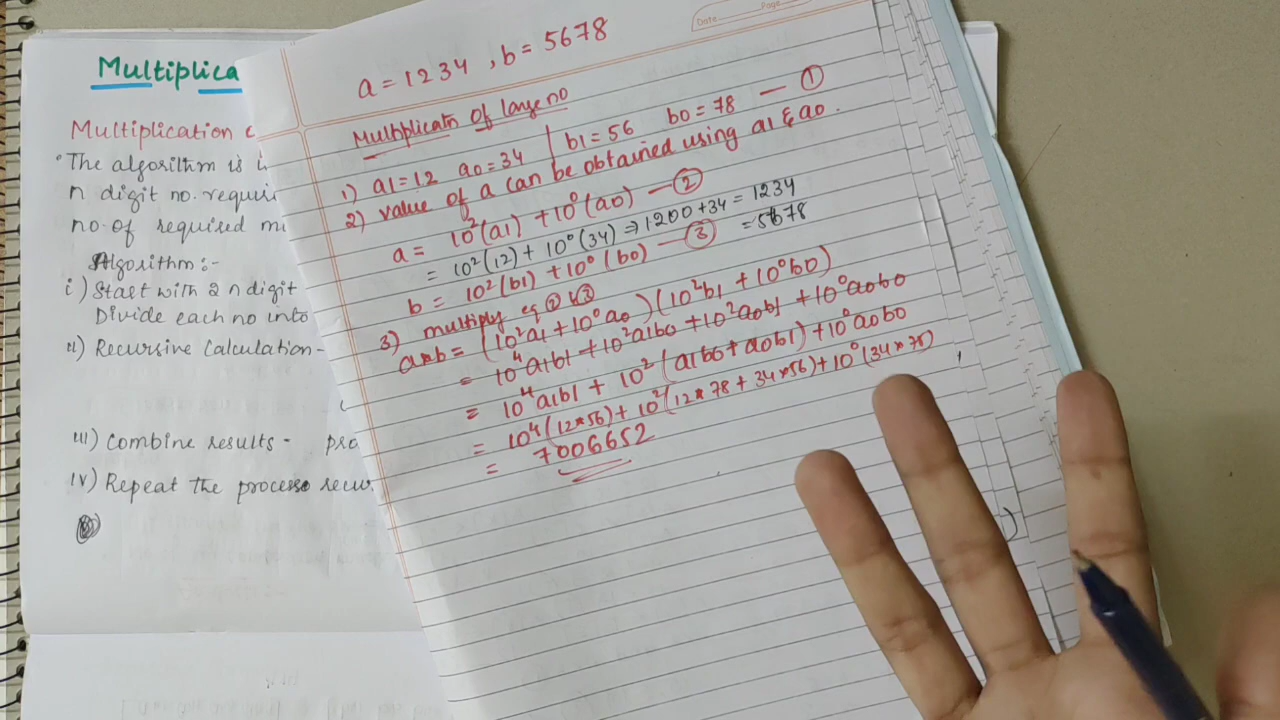 Multiplica
Multiplication
The algorithm is
n digit no. requir
no. of required m
Algorithm :-
i) Start with 2 n digit
Divide each no into
ii) Recursive Calculation -
iii) Combine results - pro
iv) Repeat the process recur
Date Page
a = 1234 , b = 5678
Multiplicatn Of large no
1) a1 = 12 a0 = 34 | b1 = 56 b0 = 78 — ①
2) value of a can be obtained using a1 & a0 .
a = 10²(a1) + 10⁰(a0) — ②
= 10²(12) + 10⁰(34) ⇒ 1200 + 34 = 1234
b = 10²(b1) + 10⁰(b0) — ③ = 5678
3) multiply eq ② & ③
a*b = (10²a1 + 10⁰a0)(10²b1 + 10⁰b0)
= 10⁴a1b1 + 10²a1b0 + 10²a0b1 + 10⁰a0b0
= 10⁴a1b1 + 10²(a1b0 + a0b1) + 10⁰a0b0
= 10⁴(12*56) + 10²(12*78 + 34*56) + 10⁰(34*78)
= 7006652